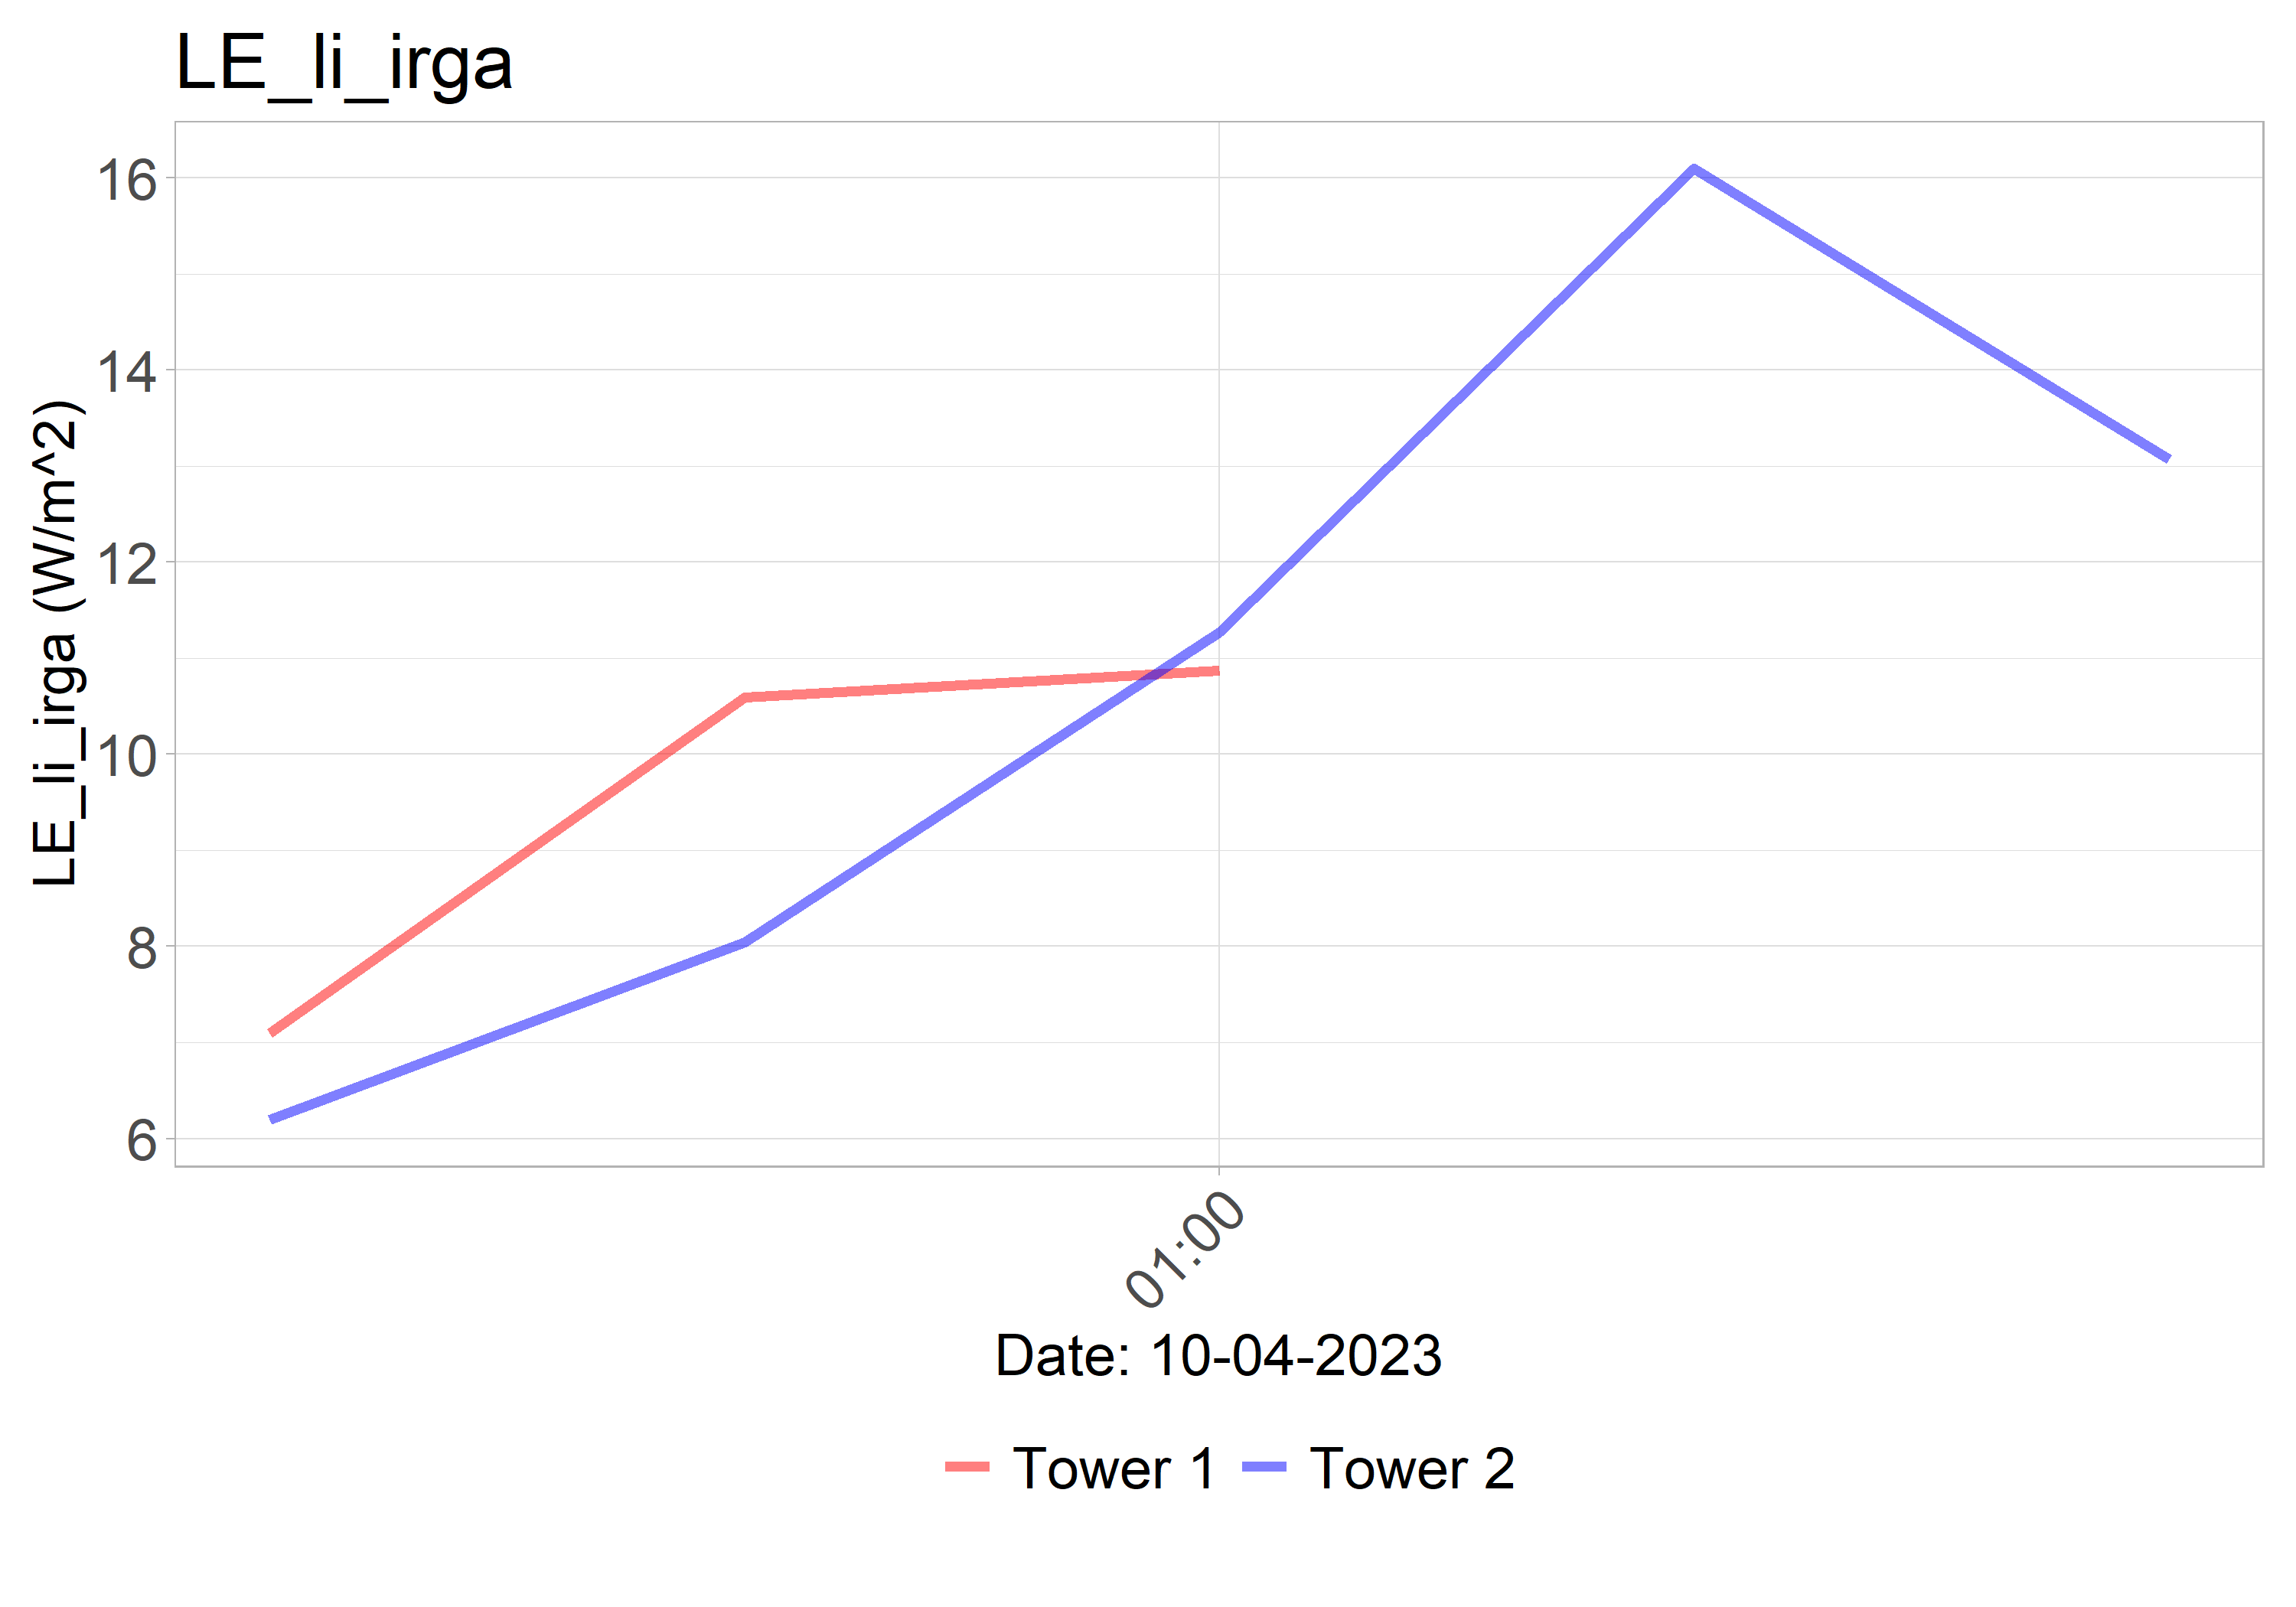 LE_li_irga
LE_li_irga (W/m^2)
16
14
12
10
8
6
01:00
Date: 10-04-2023
Tower 1 Tower 2